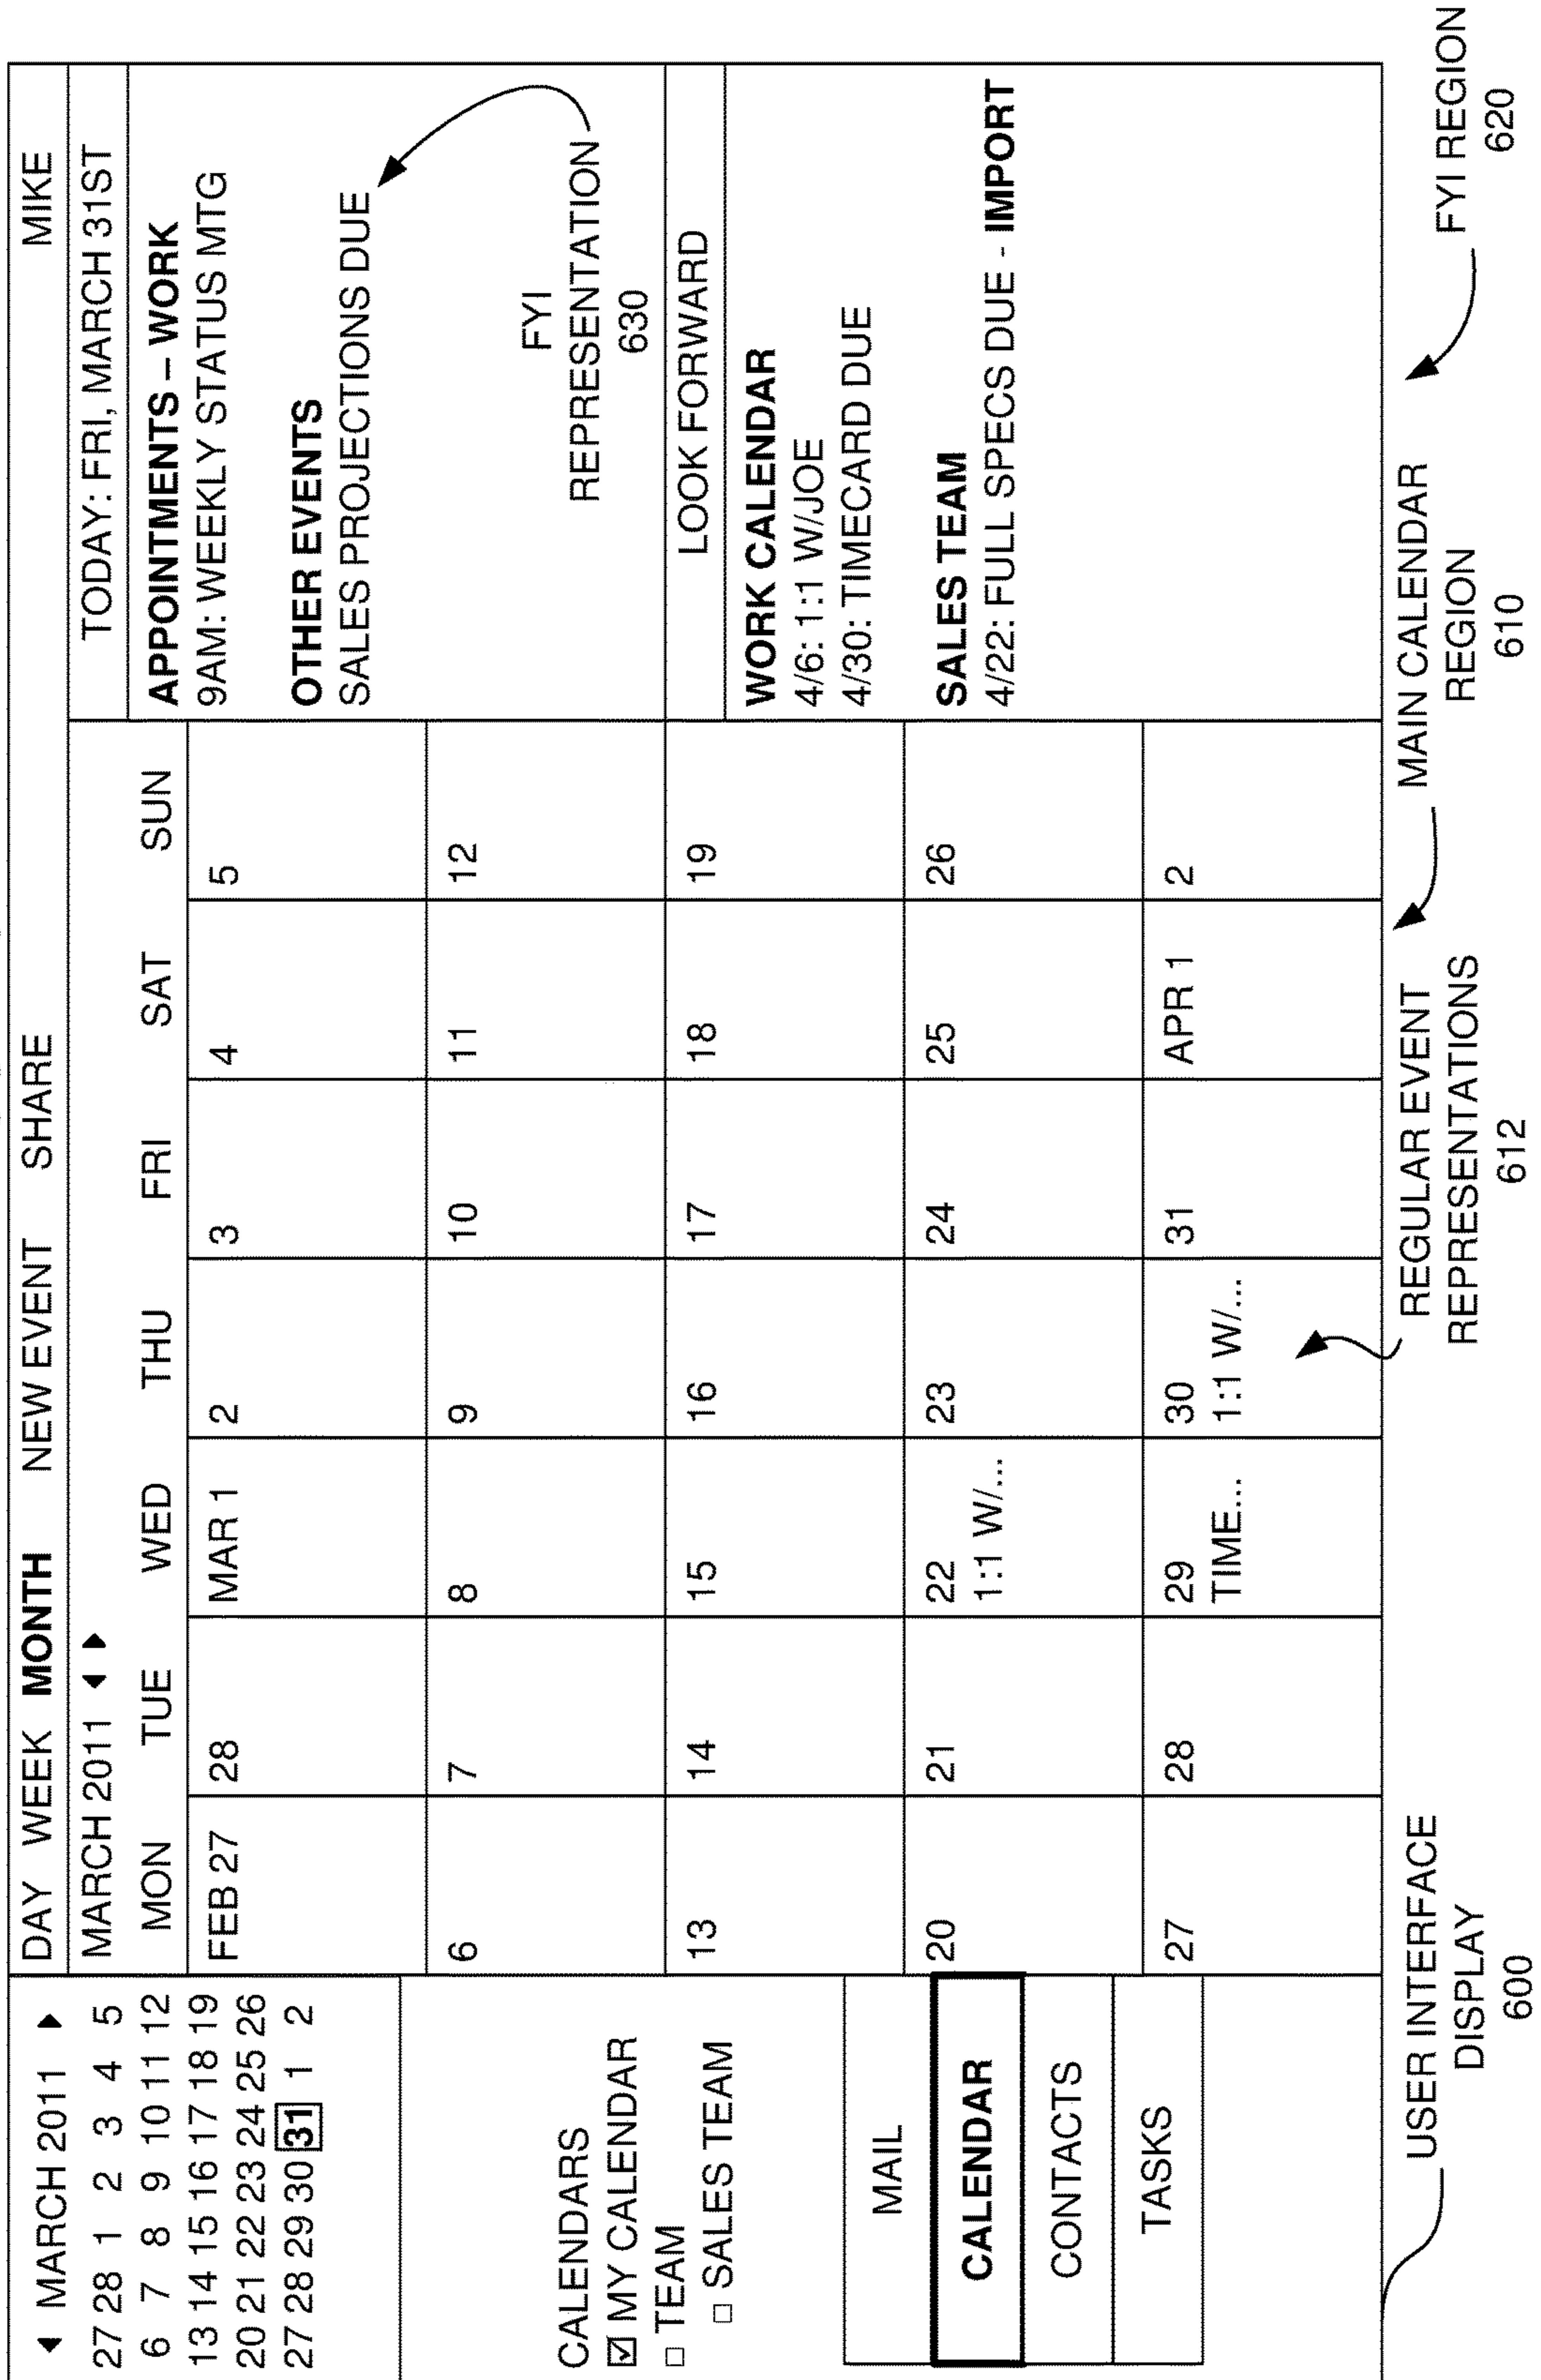 DAY WEEK MONTH NEW EVENT SHARE MIKE
◀ MARCH 2011 ▶
27 28 1 2 3 4 5
6 7 8 9 10 11 12
13 14 15 16 17 18 19
20 21 22 23 24 25 26
27 28 29 30 31 1 2
CALENDARS
☑ MY CALENDAR
□ TEAM
□ SALES TEAM
MAIL
CALENDAR
CONTACTS
TASKS
MARCH 2011 ◀ ▶
MON TUE WED THU FRI SAT SUN
FEB 27 28 MAR 1 2 3 4 5
6 7 8 9 10 11 12
13 14 15 16 17 18 19
20 21 22 23 24 25 26
1:1 W/...
27 28 29 30 31 APR 1 2
TIME... 1:1 W/...
TODAY: FRI, MARCH 31ST
APPOINTMENTS – WORK
9AM: WEEKLY STATUS MTG
OTHER EVENTS
SALES PROJECTIONS DUE
FYI
REPRESENTATION
630
LOOK FORWARD
WORK CALENDAR
4/6: 1:1 W/JOE
4/30: TIMECARD DUE
SALES TEAM
4/22: FULL SPECS DUE - IMPORT
USER INTERFACE
DISPLAY
600
REGULAR EVENT
REPRESENTATIONS
612
MAIN CALENDAR
REGION
610
FYI REGION
620